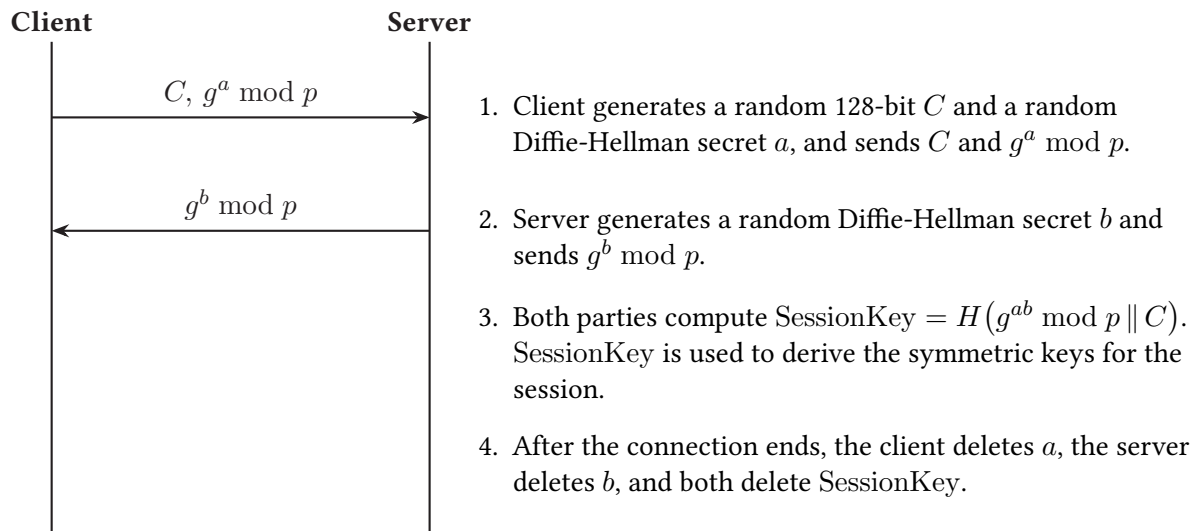 Client Server
C, g^a mod p
1. Client generates a random 128-bit C and a random
Diffie-Hellman secret a, and sends C and g^a mod p.
g^b mod p
2. Server generates a random Diffie-Hellman secret b and
sends g^b mod p.
3. Both parties compute SessionKey = H(g^{ab} mod p ∥ C).
SessionKey is used to derive the symmetric keys for the
session.
4. After the connection ends, the client deletes a, the server
deletes b, and both delete SessionKey.